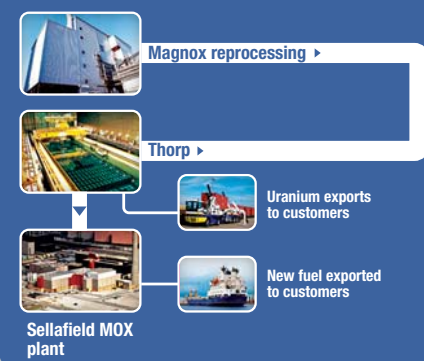 Magnox reprocessing
Thorp
Uranium exports
to customers
New fuel exported
to customers
Sellafield MOX
plant